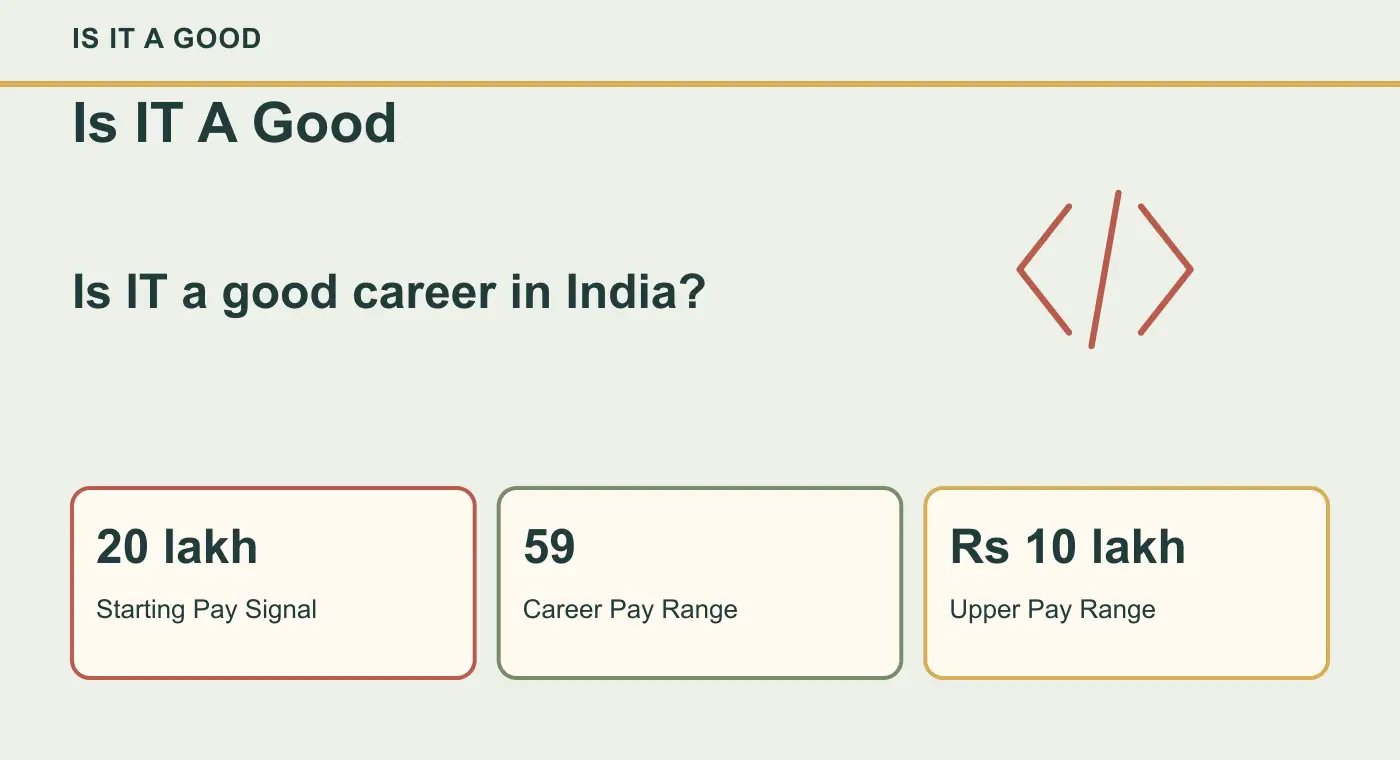 IS IT A GOOD
Is IT A Good
Is IT a good career in India?
20 lakh
Starting Pay Signal
59
Career Pay Range
Rs 10 lakh
Upper Pay Range